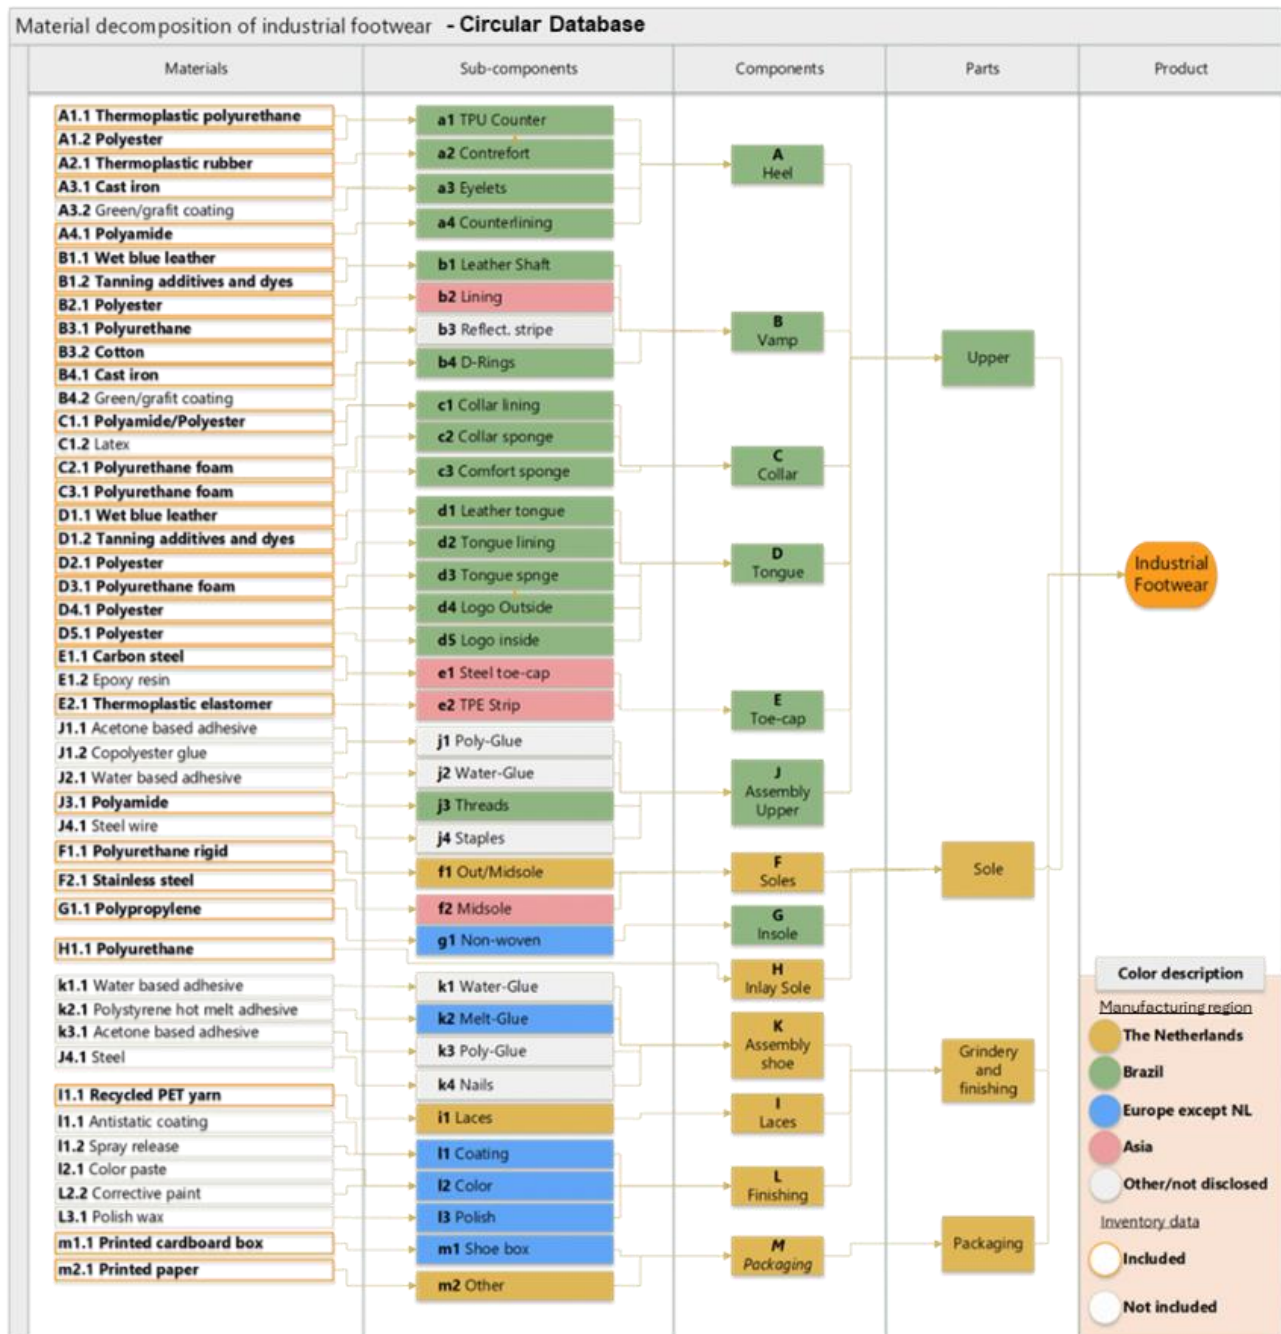 Material decomposition of industrial footwear - Circular Database
Materials
Sub-components
Components
Parts
Product
A1.1 Thermoplastic polyurethane
A1.2 Polyester
A2.1 Thermoplastic rubber
A3.1 Cast iron
A3.2 Green/grafit coating
A4.1 Polyamide
B1.1 Wet blue leather
B1.2 Tanning additives and dyes
B2.1 Polyester
B3.1 Polyurethane
B3.2 Cotton
B4.1 Cast iron
B4.2 Green/grafit coating
C1.1 Polyamide/Polyester
C1.2 Latex
C2.1 Polyurethane foam
C3.1 Polyurethane foam
D1.1 Wet blue leather
D1.2 Tanning additives and dyes
D2.1 Polyester
D3.1 Polyurethane foam
D4.1 Polyester
D5.1 Polyester
E1.1 Carbon steel
E1.2 Epoxy resin
E2.1 Thermoplastic elastomer
J1.1 Acetone based adhesive
J1.2 Copolyester glue
J2.1 Water based adhesive
J3.1 Polyamide
J4.1 Steel wire
F1.1 Polyurethane rigid
F2.1 Stainless steel
G1.1 Polypropylene
H1.1 Polyurethane
k1.1 Water based adhesive
k2.1 Polystyrene hot melt adhesive
k3.1 Acetone based adhesive
J4.1 Steel
I1.1 Recycled PET yarn
I1.1 Antistatic coating
I1.2 Spray release
I2.1 Color paste
L2.2 Corrective paint
L3.1 Polish wax
m1.1 Printed cardboard box
m2.1 Printed paper
a1 TPU Counter
a2 Contrefort
a3 Eyelets
a4 Counterlining
b1 Leather Shaft
b2 Lining
b3 Reflect. stripe
b4 D-Rings
c1 Collar lining
c2 Collar sponge
c3 Comfort sponge
d1 Leather tongue
d2 Tongue lining
d3 Tongue spnge
d4 Logo Outside
d5 Logo inside
e1 Steel toe-cap
e2 TPE Strip
j1 Poly-Glue
j2 Water-Glue
j3 Threads
j4 Staples
f1 Out/Midsole
f2 Midsole
g1 Non-woven
k1 Water-Glue
k2 Melt-Glue
k3 Poly-Glue
k4 Nails
i1 Laces
l1 Coating
l2 Color
l3 Polish
m1 Shoe box
m2 Other
A
Heel
B
Vamp
C
Collar
D
Tongue
E
Toe-cap
J
Assembly
Upper
F
Soles
G
Insole
H
Inlay Sole
K
Assembly
shoe
I
Laces
L
Finishing
M
Packaging
Upper
Sole
Grindery
and
finishing
Packaging
Industrial
Footwear
Color description
Manufacturing region
The Netherlands
Brazil
Europe except NL
Asia
Other/not disclosed
Inventory data
Included
Not included